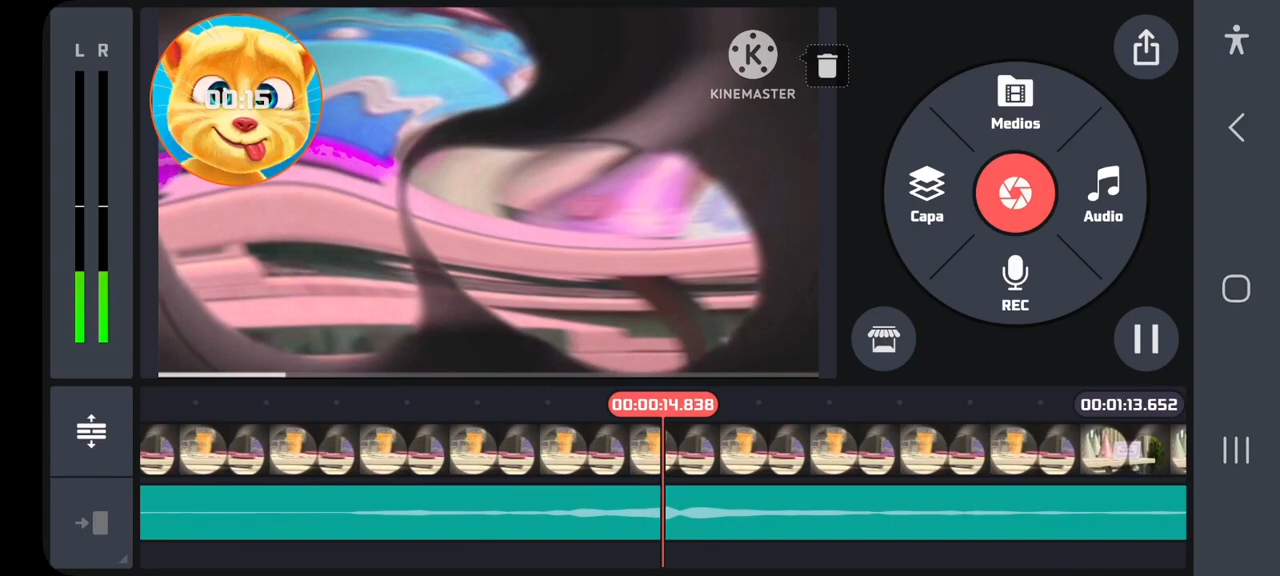 L R
00:15
K
KINEMASTER
Medios
Capa
Audio
REC
00:00:14.838
00:01:13.652